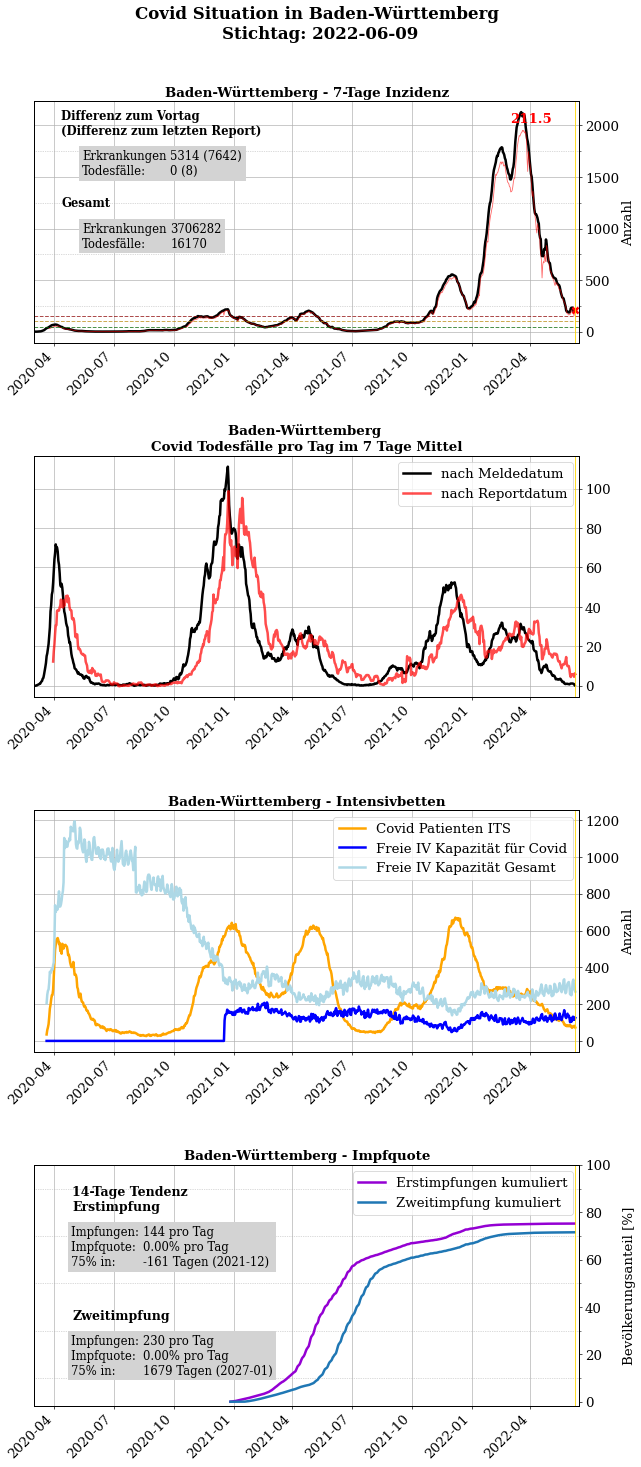 Covid Situation in Baden-Württemberg
Stichtag: 2022-06-09
Baden-Württemberg - 7-Tage Inzidenz
Differenz zum Vortag
(Differenz zum letzten Report)
Erkrankungen 5314 (7642)
Todesfälle: 0 (8)
Gesamt
Erkrankungen 3706282
Todesfälle: 16170
211.5
2000
1500
1000
500
0
Anzahl
2020-04
2020-07
2020-10
2021-01
2021-04
2021-07
2021-10
2022-01
2022-04
Baden-Württemberg
Covid Todesfälle pro Tag im 7 Tage Mittel
nach Meldedatum
nach Reportdatum
100
80
60
40
20
0
2020-04
2020-07
2020-10
2021-01
2021-04
2021-07
2021-10
2022-01
2022-04
Baden-Württemberg - Intensivbetten
Covid Patienten ITS
Freie IV Kapazität für Covid
Freie IV Kapazität Gesamt
1200
1000
800
600
400
200
0
Anzahl
2020-04
2020-07
2020-10
2021-01
2021-04
2021-07
2021-10
2022-01
2022-04
Baden-Württemberg - Impfquote
14-Tage Tendenz
Erstimpfung
Impfungen: 144 pro Tag
Impfquote: 0.00% pro Tag
75% in: -161 Tagen (2021-12)
Zweitimpfung
Impfungen: 230 pro Tag
Impfquote: 0.00% pro Tag
75% in: 1679 Tagen (2027-01)
Erstimpfungen kumuliert
Zweitimpfung kumuliert
100
80
60
40
20
0
Bevölkerungsanteil [%]
2020-04
2020-07
2020-10
2021-01
2021-04
2021-07
2021-10
2022-01
2022-04